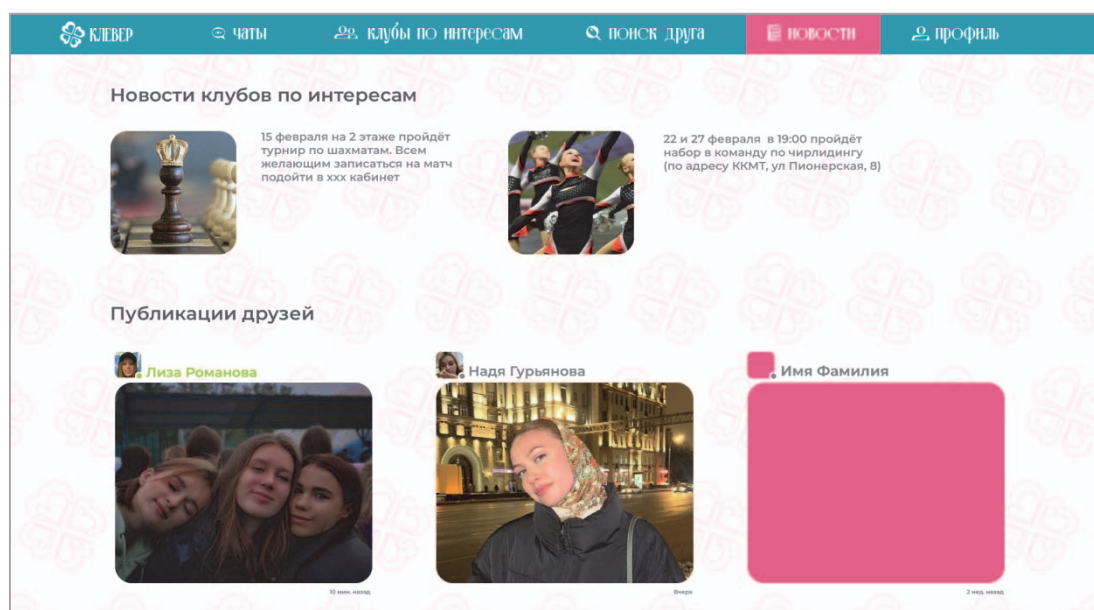 КЛЕВЕР
чаты
клубы по интересам
поиск друга
новости
профиль
Новости клубов по интересам
15 февраля на 2 этаже пройдёт
турнир по шахматам. Всем
желающим записаться на матч
подойти в ххх кабинет
22 и 27 февраля в 19:00 пройдёт
набор в команду по чирлидингу
(по адресу ККМТ, ул Пионерская, 8)
Публикации друзей
Лиза Романова
Надя Гурьянова
Имя Фамилия
10 мин. назад
Вчера
2 нед. назад